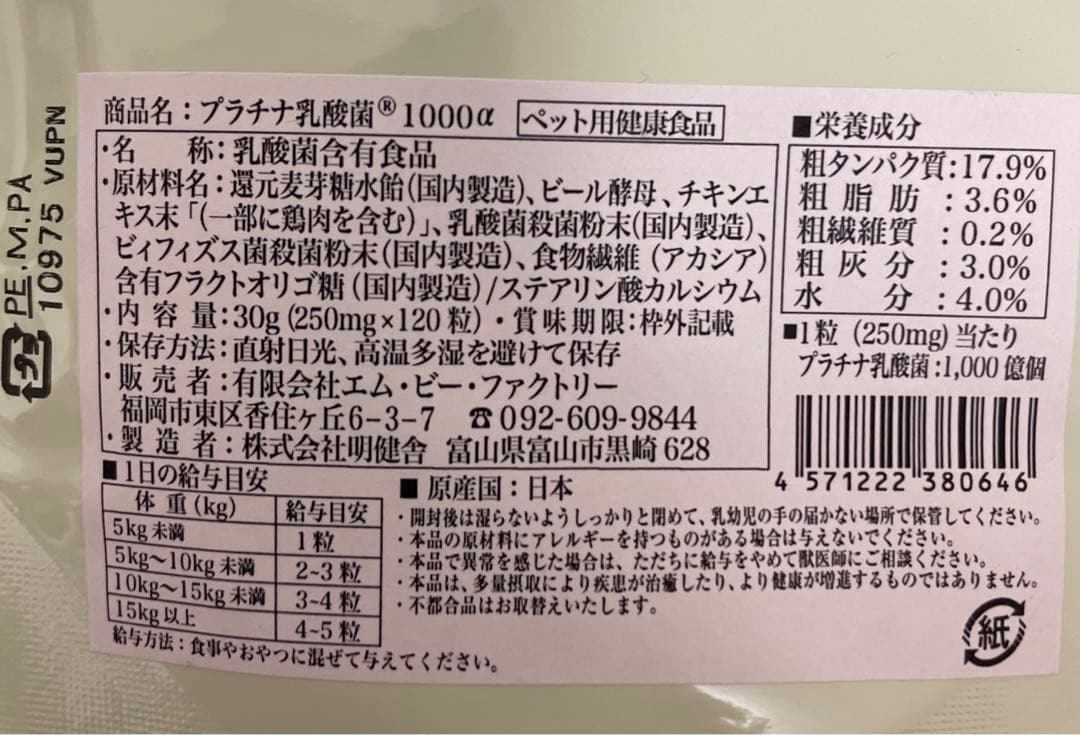 PE.M.PA
10975 VUPN
商品名：プラチナ乳酸菌®1000α ペット用健康食品
・名　　称：乳酸菌含有食品
・原材料名：還元麦芽糖水飴（国内製造）、ビール酵母、チキンエ
キス末「（一部に鶏肉を含む）」、乳酸菌殺菌粉末（国内製造）、
ビィフィズス菌殺菌粉末（国内製造）、食物繊維（アカシア）
含有フラクトオリゴ糖（国内製造）/ステアリン酸カルシウム
・内 容 量：30g（250mg×120粒）・賞味期限：枠外記載
・保存方法：直射日光、高温多湿を避けて保存
・販 売 者：有限会社エム・ビー・ファクトリー
福岡市東区香住ヶ丘6-3-7 ☎092-609-9844
・製 造 者：株式会社明健舎 富山県富山市黒崎628
■栄養成分
粗タンパク質：17.9%
粗 脂 肪 ：3.6%
粗繊維質 ：0.2%
粗 灰 分 ：3.0%
水　　分：4.0%
■1粒（250mg）当たり
プラチナ乳酸菌：1,000億個
4 571222 380646
■1日の給与目安
体 重（kg） 給与目安
5kg未満 1粒
5kg〜10kg未満 2~3粒
10kg〜15kg未満 3~4粒
15kg以上 4~5粒
給与方法：食事やおやつに混ぜて与えてください。
■ 原産国：日本
・開封後は湿らないようしっかりと閉めて、乳幼児の手の届かない場所で保管してください。
・本品の原材料にアレルギーを持つものがある場合は与えないでください。
・本品で異常を感じた場合は、ただちに給与をやめて獣医師にご相談ください。
・本品は、多量摂取により疾患が治癒したり、より健康が増進するものではありません。
・不都合品はお取替えいたします。
紙